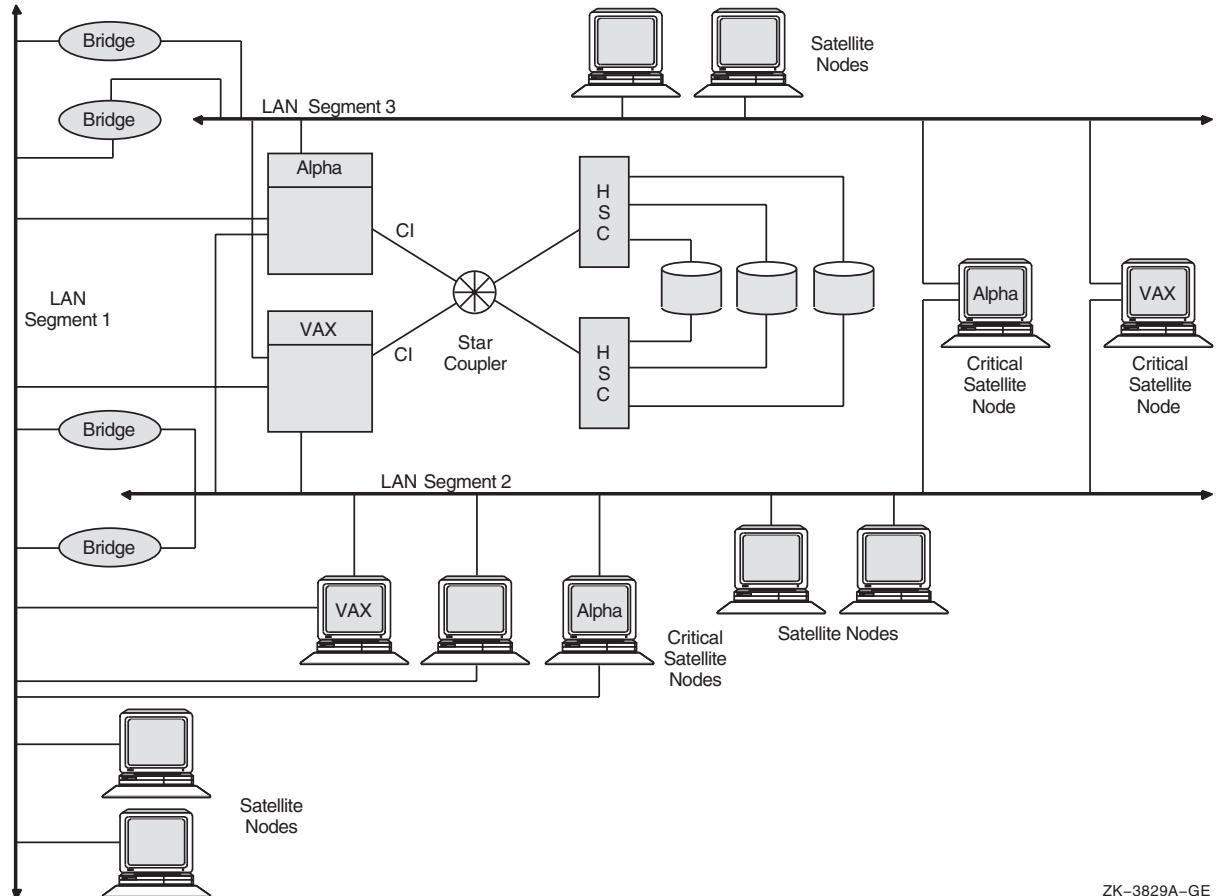 Bridge
Satellite
Nodes
LAN Segment 3
Bridge
Alpha
H
S
C
CI
LAN
Segment 1
Alpha
VAX
VAX
Star
Coupler
CI
H
S
C
Critical
Satellite
Node
Critical
Satellite
Node
Bridge
LAN Segment 2
Bridge
VAX
Alpha
Critical
Satellite
Nodes
Satellite Nodes
Satellite
Nodes
ZK–3829A–GE